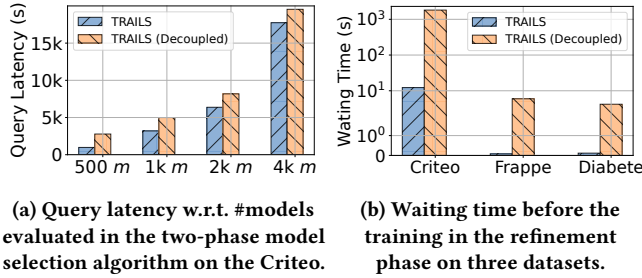 (a)
(b)
Query Latency (s)
15k
10k
5k
0
TRAILS
TRAILS (Decoupled)
500 m
1k m
2k m
4k m
Wating Time (s)
10³
10²
10¹
10⁰
0
TRAILS
TRAILS (Decoupled)
Criteo
Frappe
Diabete
(a) Query latency w.r.t. #models
evaluated in the two-phase model
selection algorithm on the Criteo.
(b) Waiting time before the
training in the refinement
phase on three datasets.